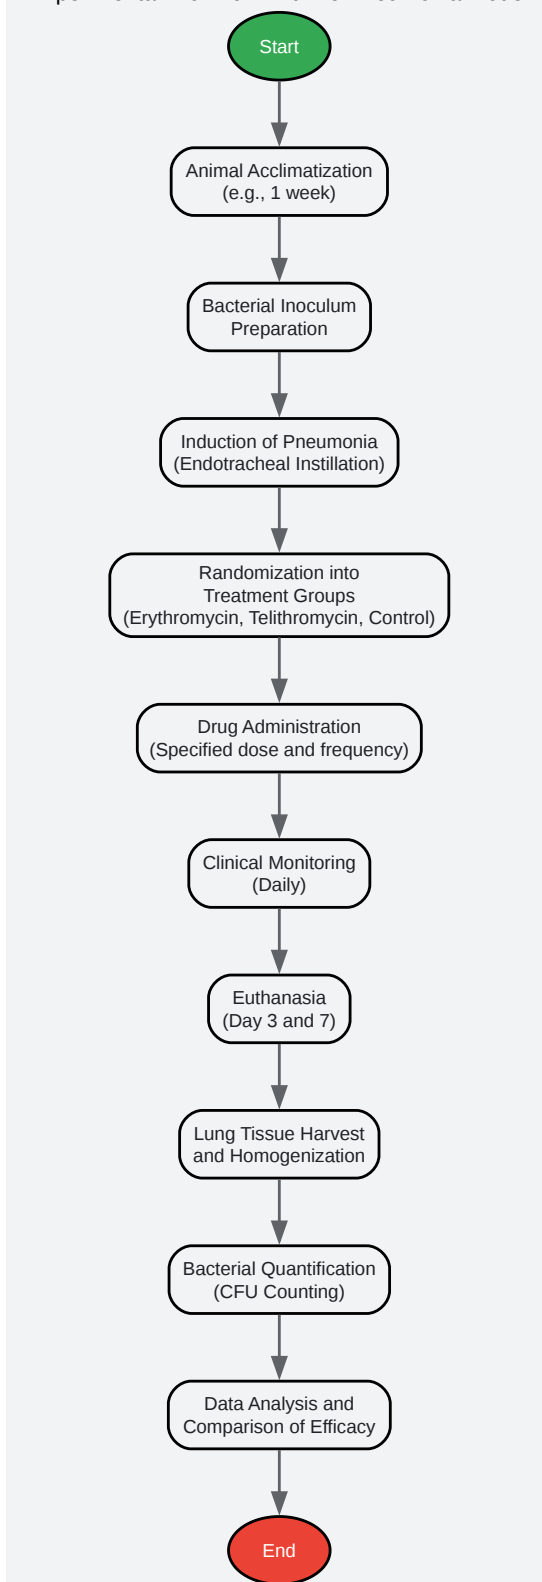 Start
Animal Acclimatization
(e.g., 1 week)
Bacterial Inoculum
Preparation
Induction of Pneumonia
(Endotracheal Instillation)
Randomization into
Treatment Groups
(Erythromycin, Telithromycin, Control)
Drug Administration
(Specified dose and frequency)
Clinical Monitoring
(Daily)
Euthanasia
(Day 3 and 7)
Lung Tissue Harvest
and Homogenization
Bacterial Quantification
(CFU Counting)
Data Analysis and
Comparison of Efficacy
End